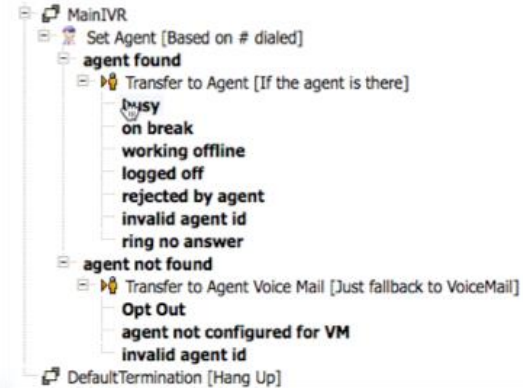 MainIVR
Set Agent [Based on # dialed]
agent found
Transfer to Agent [If the agent is there]
busy
on break
working offline
logged off
rejected by agent
invalid agent id
ring no answer
agent not found
Transfer to Agent Voice Mail [Just fallback to VoiceMail]
Opt Out
agent not configured for VM
invalid agent id
DefaultTermination [Hang Up]